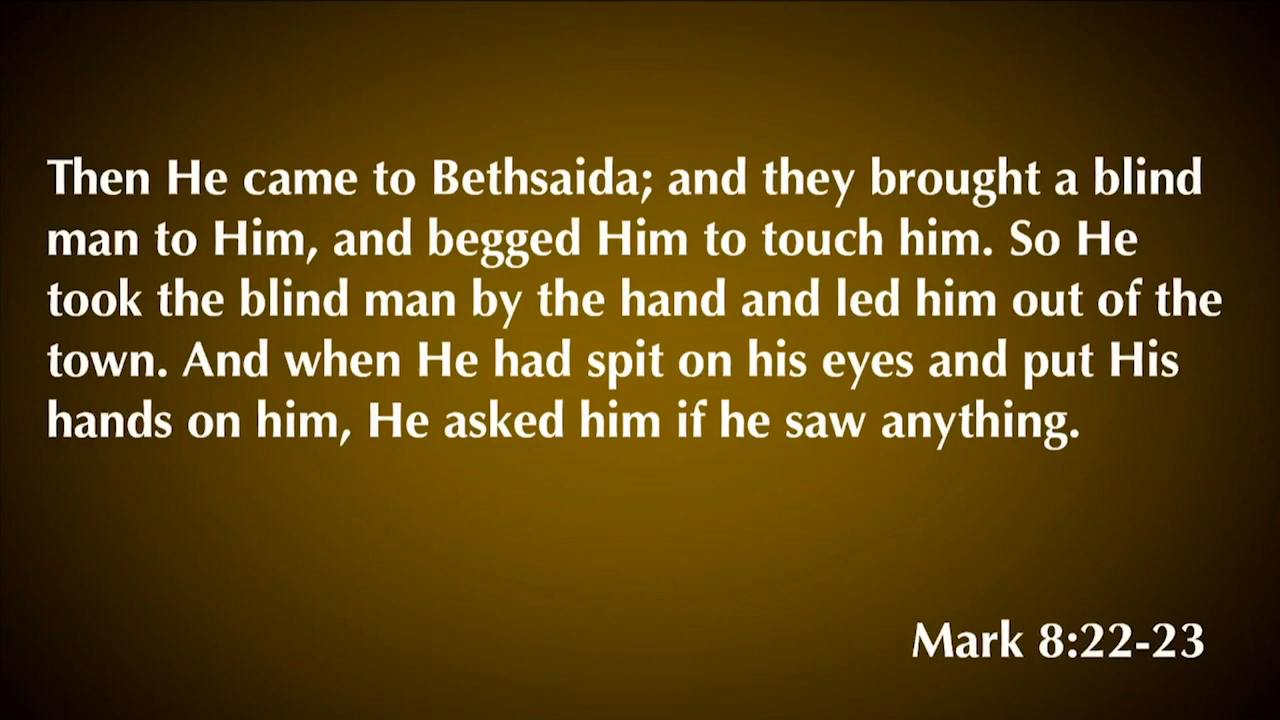 Then He came to Bethsaida; and they brought a blind
man to Him, and begged Him to touch him. So He
took the blind man by the hand and led him out of the
town. And when He had spit on his eyes and put His
hands on him, He asked him if he saw anything.
Mark 8:22-23